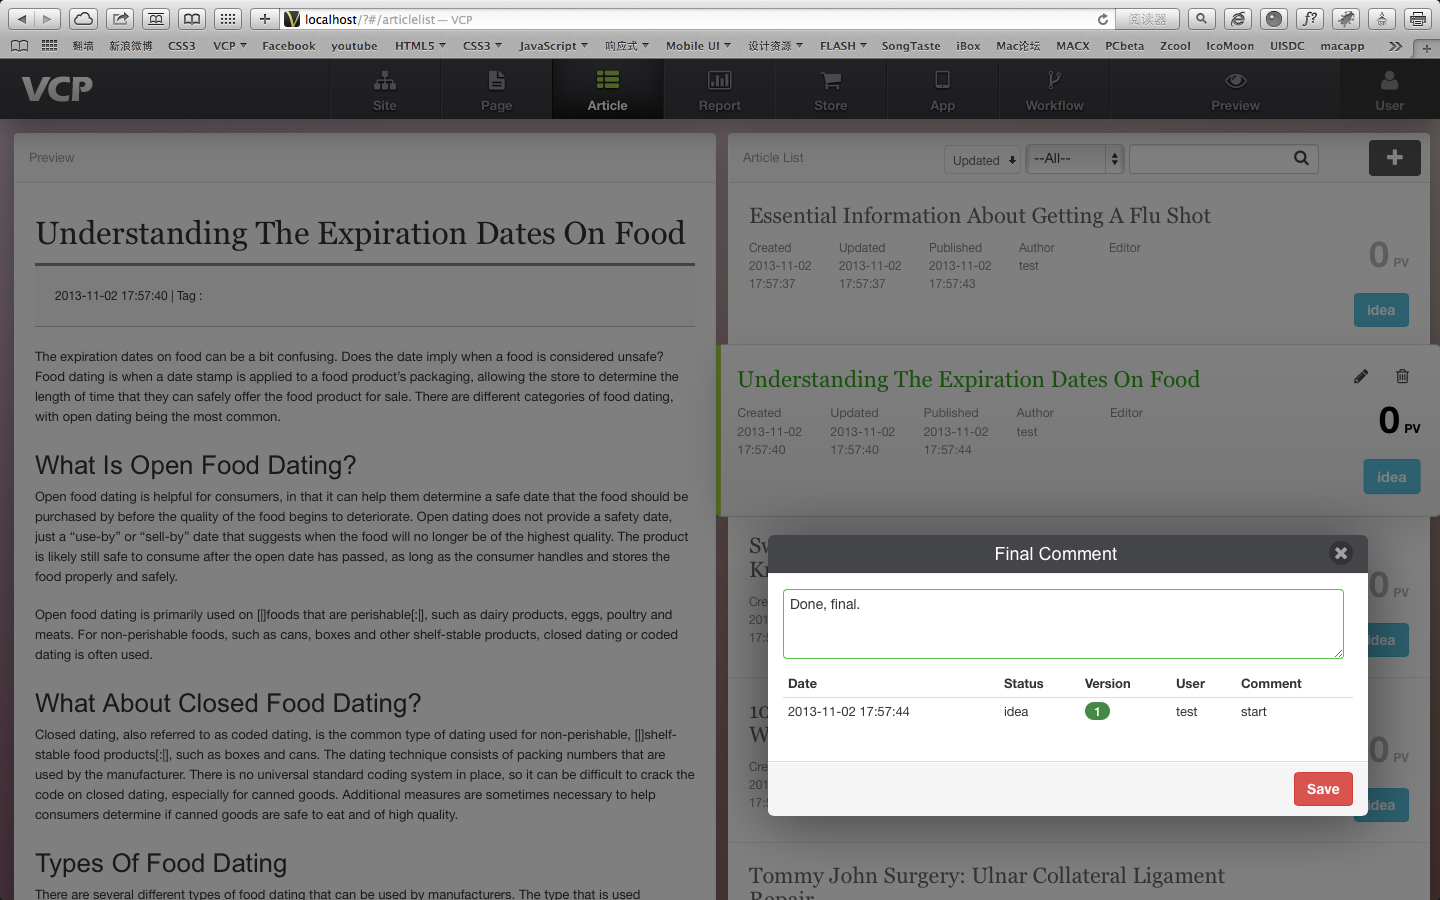 localhost/?#/articlelist — VCP
阅读器
翻墙 新浪微博 CSS3 VCP Facebook youtube HTML5 CSS3 JavaScript 响应式 Mobile UI 设计资源 FLASH SongTaste iBox Mac论坛 MACX PCbeta Zcool IcoMoon UISDC macapp
VCP
Site
Page
Article
Report
Store
App
Workflow
Preview
User
Preview
Understanding The Expiration Dates On Food
2013-11-02 17:57:40 | Tag :
The expiration dates on food can be a bit confusing. Does the date imply when a food is considered unsafe?
Food dating is when a date stamp is applied to a food product's packaging, allowing the store to determine the
length of time that they can safely offer the food product for sale. There are different categories of food dating,
with open dating being the most common.
What Is Open Food Dating?
Open food dating is helpful for consumers, in that it can help them determine a safe date that the food should be
purchased by before the quality of the food begins to deteriorate. Open dating does not provide a safety date,
just a “use-by” or “sell-by” date that suggests when the food will no longer be of the highest quality. The product
is likely still safe to consume after the open date has passed, as long as the consumer handles and stores the
food properly and safely.
Open food dating is primarily used on [|]foods that are perishable[:|], such as dairy products, eggs, poultry and
meats. For non-perishable foods, such as cans, boxes and other shelf-stable products, closed dating or coded
dating is often used.
What About Closed Food Dating?
Closed dating, also referred to as coded dating, is the common type of dating used for non-perishable, [|]shelf-
stable food products[:|], such as boxes and cans. The dating technique consists of packing numbers that are
used by the manufacturer. There is no universal standard coding system in place, so it can be difficult to crack the
code on closed dating, especially for canned goods. Additional measures are sometimes necessary to help
consumers determine if canned goods are safe to eat and of high quality.
Types Of Food Dating
There are several different types of food dating that can be used by manufacturers. The type that is used
Article List
Updated
--All--
Essential Information About Getting A Flu Shot
Created Updated Published Author Editor
2013-11-02 2013-11-02 2013-11-02 test
17:57:37 17:57:37 17:57:43
0 PV
idea
Understanding The Expiration Dates On Food
Created Updated Published Author Editor
2013-11-02 2013-11-02 2013-11-02 test
17:57:40 17:57:40 17:57:44
0 PV
idea
0 PV
idea
0 PV
idea
Final Comment
Done, final.
Date Status Version User Comment
2013-11-02 17:57:44 idea 1 test start
Save
Tommy John Surgery: Ulnar Collateral Ligament
Repair